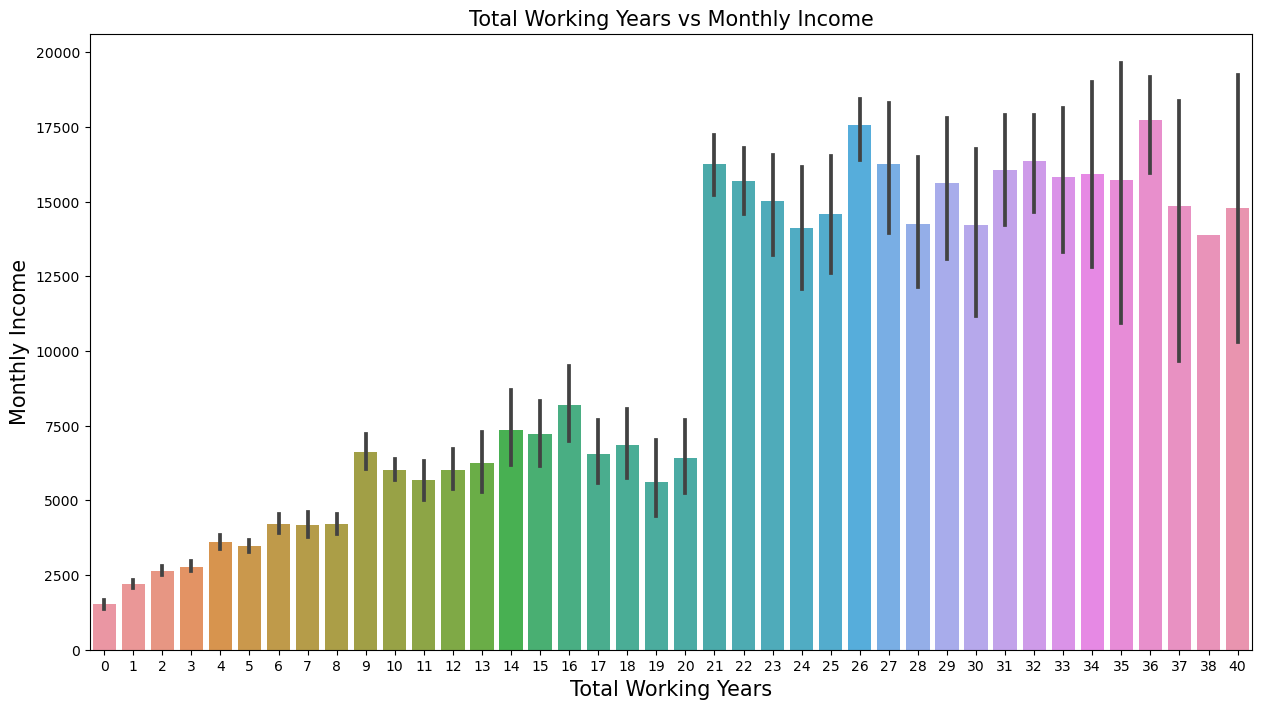 Total Working Years vs Monthly Income
Monthly Income
20000
17500
15000
12500
10000
7500
5000
2500
0
0 1 2 3 4 5 6 7 8 9 10 11 12 13 14 15 16 17 18 19 20 21 22 23 24 25 26 27 28 29 30 31 32 33 34 35 36 37 38 40
Total Working Years